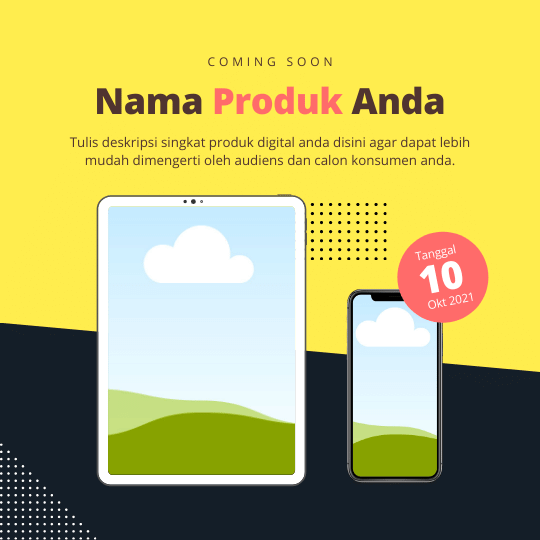 COMING SOON
Nama Produk Anda
Tulis deskripsi singkat produk digital anda disini agar dapat lebih
mudah dimengerti oleh audiens dan calon konsumen anda.
Tanggal
10
Okt 2021